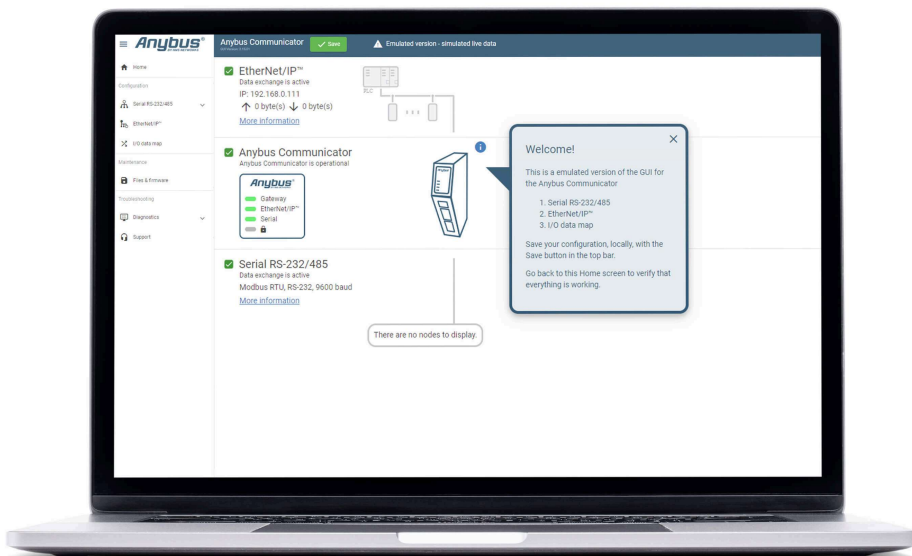 Anybus®
BY HMS NETWORKS
Anybus Communicator
Save
Emulated version - simulated live data
Home
Configuration
Serial RS-232/485
EtherNet/IP™
I/O data map
Maintenance
Files & firmware
Troubleshooting
Diagnostics
Support
EtherNet/IP™
Data exchange is active
IP: 192.168.0.111
0 byte(s) 0 byte(s)
More information
PLC
Anybus Communicator
Anybus Communicator is operational
Anybus®
Gateway
EtherNet/IP™
Serial
Serial RS-232/485
Data exchange is active
Modbus RTU, RS-232, 9600 baud
More information
There are no nodes to display.
Welcome!
This is a emulated version of the GUI for
the Anybus Communicator
1. Serial RS-232/485
2. EtherNet/IP™
3. I/O data map
Save your configuration, locally, with the
Save button in the top bar.
Go back to this Home screen to verify that
everything is working.